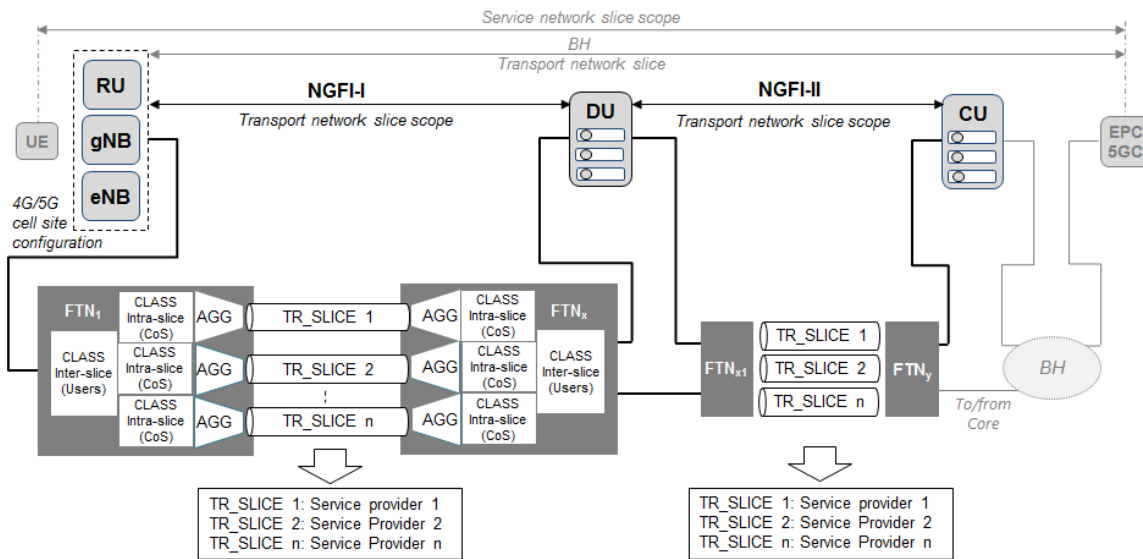 Service network slice scope
BH
Transport network slice
RU
gNB
eNB
UE
NGFI-I
Transport network slice scope
DU
NGFI-II
Transport network slice scope
CU
EPC
5GC
4G/5G
cell site
configuration
FTN1
CLASS
Inter-slice
(Users)
CLASS
Intra-slice
(CoS)
AGG
CLASS
Intra-slice
(CoS)
AGG
CLASS
Intra-slice
(CoS)
AGG
TR_SLICE 1
TR_SLICE 2
TR_SLICE n
AGG
CLASS
Intra-slice
(CoS)
AGG
CLASS
Intra-slice
(CoS)
AGG
CLASS
Intra-slice
(CoS)
FTNx
CLASS
Inter-slice
(Users)
FTNx1
TR_SLICE 1
TR_SLICE 2
TR_SLICE n
FTNy
BH
To/from
Core
TR_SLICE 1: Service provider 1
TR_SLICE 2: Service Provider 2
TR_SLICE n: Service Provider n
TR_SLICE 1: Service provider 1
TR_SLICE 2: Service Provider 2
TR_SLICE n: Service Provider n